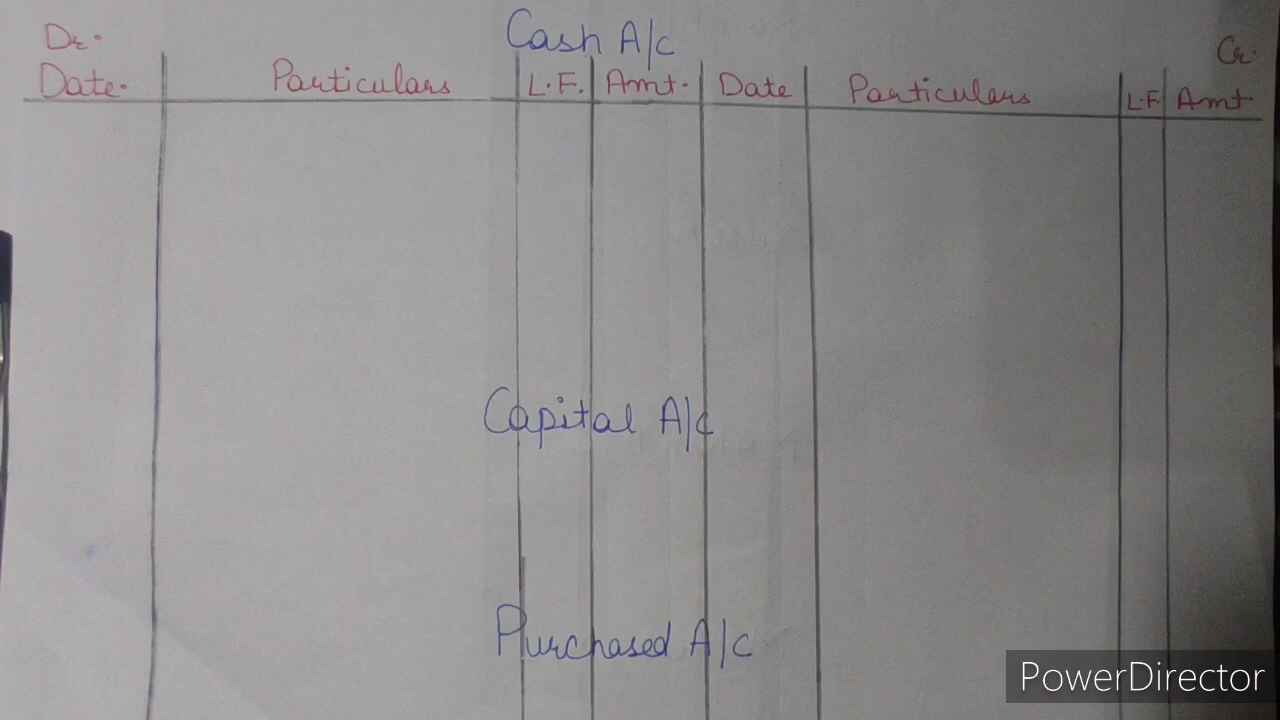 Cash A/c
Dr. Cr.
Date. Particulars L.F. Amt. Date Particulars L.F. Amt.
Capital A/c
Purchased A/c
PowerDirector